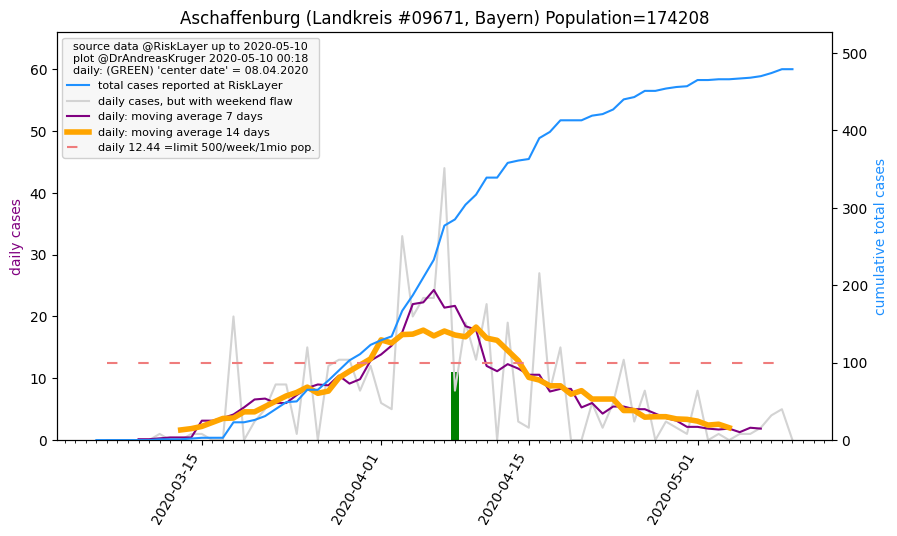 Aschaffenburg (Landkreis #09671, Bayern) Population=174208
source data @RiskLayer up to 2020-05-10
plot @DrAndreasKruger 2020-05-10 00:18
daily: (GREEN) 'center date' = 08.04.2020
total cases reported at RiskLayer
daily cases, but with weekend flaw
daily: moving average 7 days
daily: moving average 14 days
daily 12.44 =limit 500/week/1mio pop.
daily cases
60
50
40
30
20
10
0
cumulative total cases
500
400
300
200
100
0
2020-03-15
2020-04-01
2020-04-15
2020-05-01